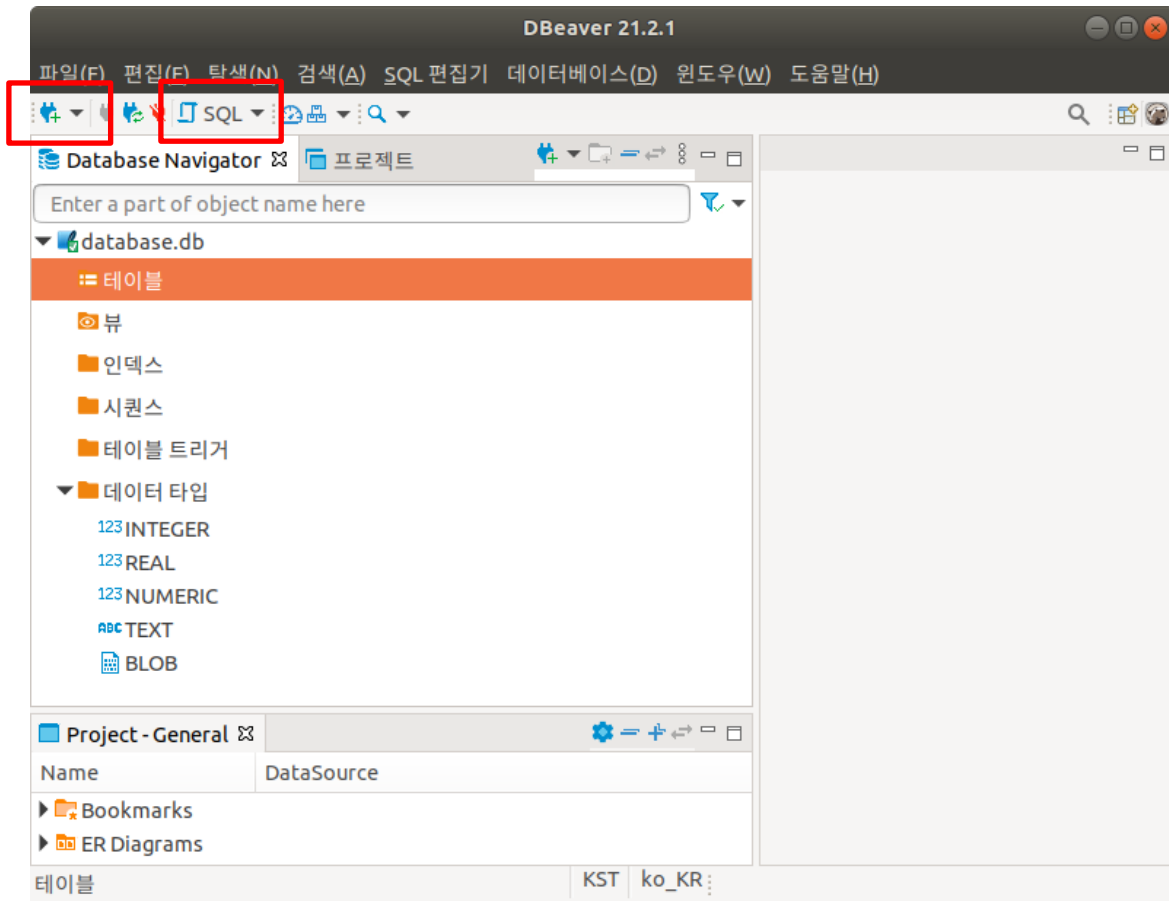 DBeaver 21.2.1
파일(F) 편집(E) 탐색(N) 검색(A) SQL 편집기 데이터베이스(D) 윈도우(W) 도움말(H)
SQL
Database Navigator 프로젝트
Enter a part of object name here
database.db
테이블
뷰
인덱스
시퀀스
테이블 트리거
데이터 타입
123 INTEGER
123 REAL
123 NUMERIC
ABC TEXT
BLOB
Project - General
Name DataSource
Bookmarks
ER Diagrams
테이블 KST ko_KR